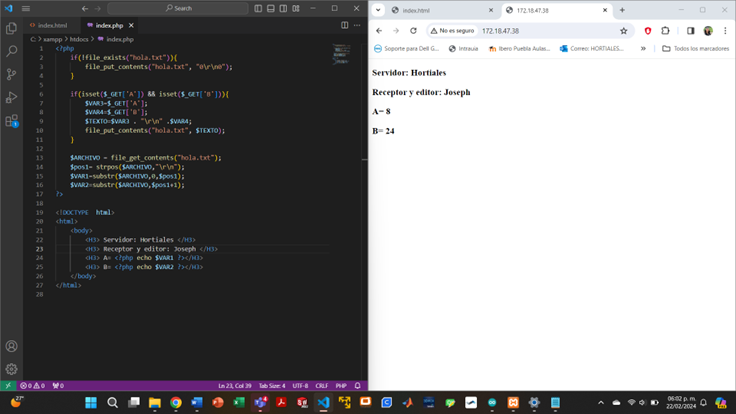 Search
index.html
index.php
C: > xampp > htdocs > index.php
1 <?php
2 if(!file_exists("hola.txt")){
3 file_put_contents("hola.txt", "0\r\n0");
4 }
5
6 if(isset($_GET['A']) && isset($_GET['B'])){
7 $VAR3=$_GET['A'];
8 $VAR4=$_GET['B'];
9 $TEXTO=$VAR3 . "\r\n" .$VAR4;
10 file_put_contents("hola.txt", $TEXTO);
11 }
12
13 $ARCHIVO = file_get_contents("hola.txt");
14 $pos1= strpos($ARCHIVO,"\r\n");
15 $VAR1=substr($ARCHIVO,0,$pos1);
16 $VAR2=substr($ARCHIVO,$pos1+1);
17 ?>
18
19 <!DOCTYPE html>
20 <html>
21 <body>
22 <H3> Servidor: Hortiales </H3>
23 <H3> Receptor y editor: Joseph </H3>
24 <H3> A= <?php echo $VAR1 ?></H3>
25 <H3> B= <?php echo $VAR2 ?></H3>
26 </body>
27 </html>
28
0 0 0 Ln 23, Col 39 Tab Size: 4 UTF-8 CRLF PHP
index.html
172.18.47.38
No es seguro 172.18.47.38
Soporte para Dell G... Intrauia Ibero Puebla Aulas... Correo: HORTIALES... » Todos los marcadores
Servidor: Hortiales
Receptor y editor: Joseph
A= 8
B= 24
27°
06:02 p. m.
22/02/2024